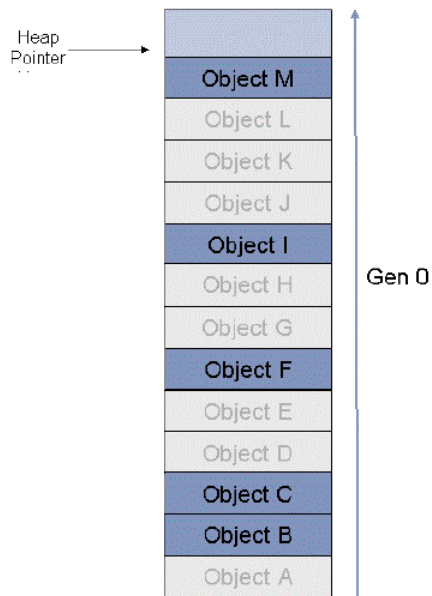 Heap
Pointer
Object M
Object L
Object K
Object J
Object I
Object H
Object G
Gen 0
Object F
Object E
Object D
Object C
Object B
Object A